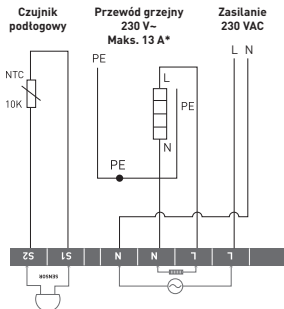 Czujnik
podłogowy
Przewód grzejny
230 V~
Maks. 13 A*
Zasilanie
230 VAC
L N
PE
NTC
10K
L
PE
N
PE
S2 S1 N N L L
SENSOR